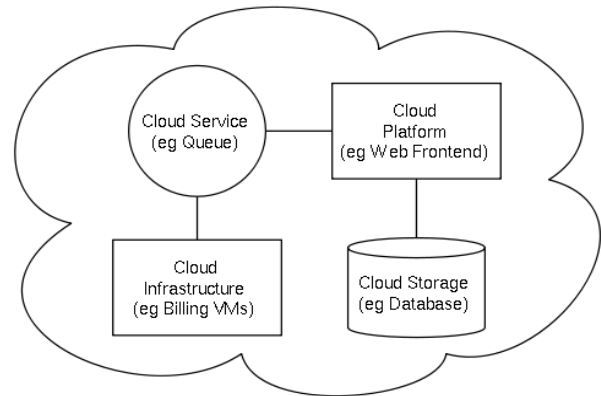 Cloud Service
(eg Queue)
Cloud
Platform
(eg Web Frontend)
Cloud
Infrastructure
(eg Billing VMs)
Cloud Storage
(eg Database)